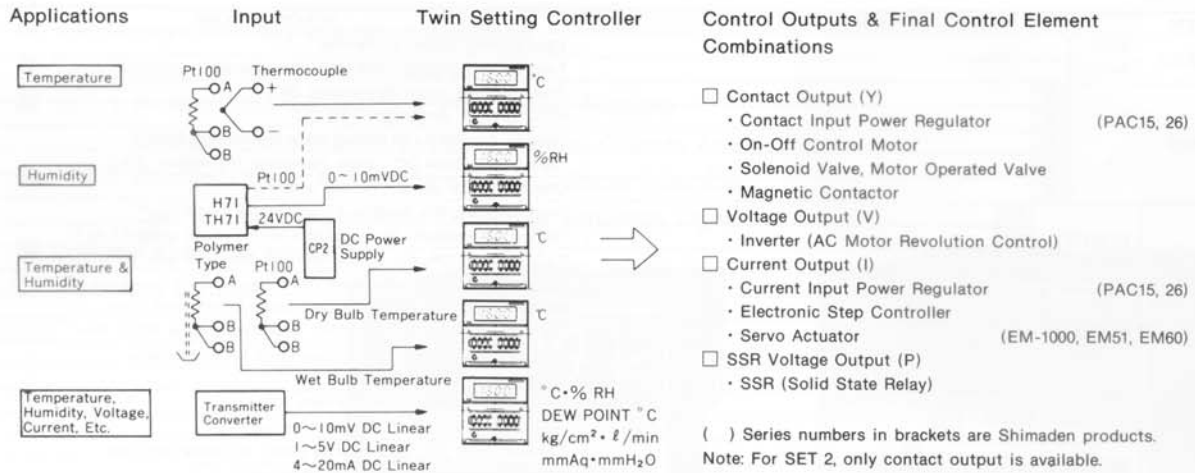 Applications
Input
Twin Setting Controller
Control Outputs & Final Control Element
Combinations
Temperature
Pt100
Thermocouple
A
+
B
−
B
°C
Humidity
Pt100
0~10mVDC
%RH
H71
TH71
24VDC
CP2
DC Power
Supply
Polymer
Type
Pt100
℃
Temperature &
Humidity
A
A
B
B
B
B
Dry Bulb Temperature
℃
Wet Bulb Temperature
Temperature,
Humidity, Voltage,
Current, Etc.
Transmitter
Converter
0~10mV DC Linear
1~5V DC Linear
4~20mA DC Linear
°C•% RH
DEW POINT °C
kg/cm²• ℓ/min
mmAq•mmH₂O
□ Contact Output (Y)
・Contact Input Power Regulator (PAC15, 26)
・On-Off Control Motor
・Solenoid Valve, Motor Operated Valve
・Magnetic Contactor
□ Voltage Output (V)
・Inverter (AC Motor Revolution Control)
□ Current Output (I)
・Current Input Power Regulator (PAC15, 26)
・Electronic Step Controller
・Servo Actuator (EM-1000, EM51, EM60)
□ SSR Voltage Output (P)
・SSR (Solid State Relay)
( ) Series numbers in brackets are Shimaden products.
Note: For SET 2, only contact output is available.